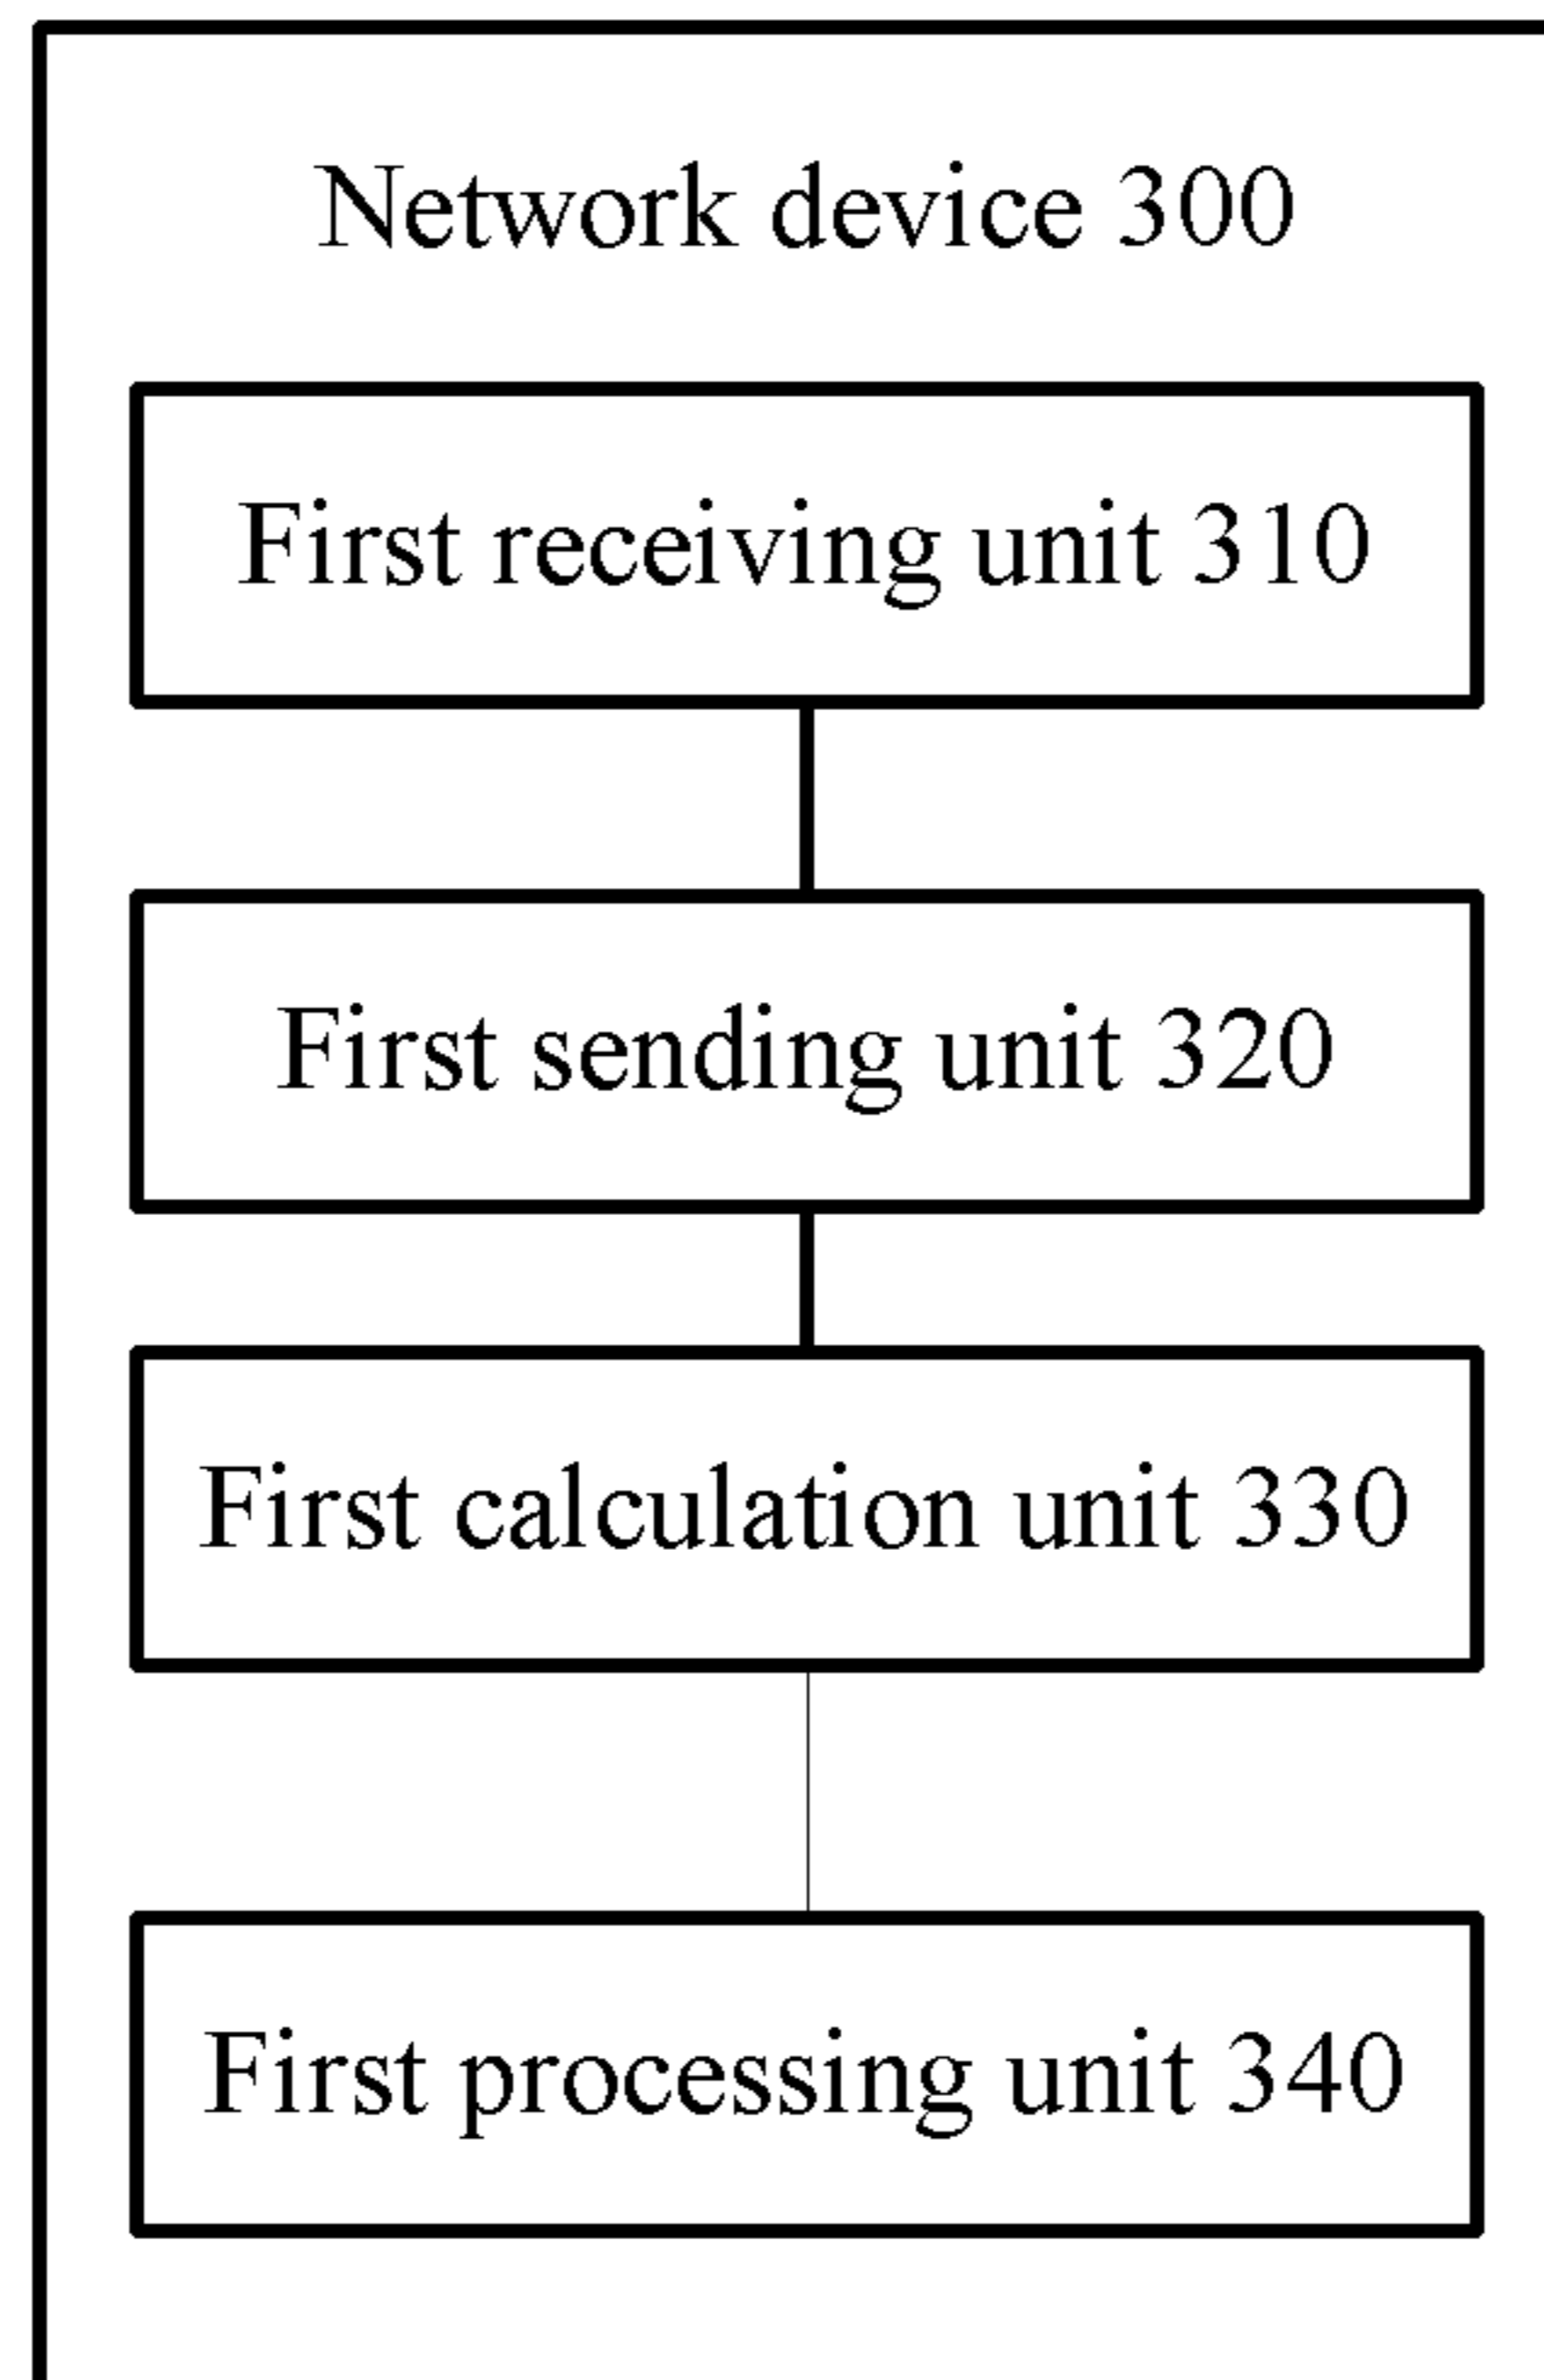 Network device 300
First receiving unit 310
First sending unit 320
First calculation unit 330
First processing unit 340